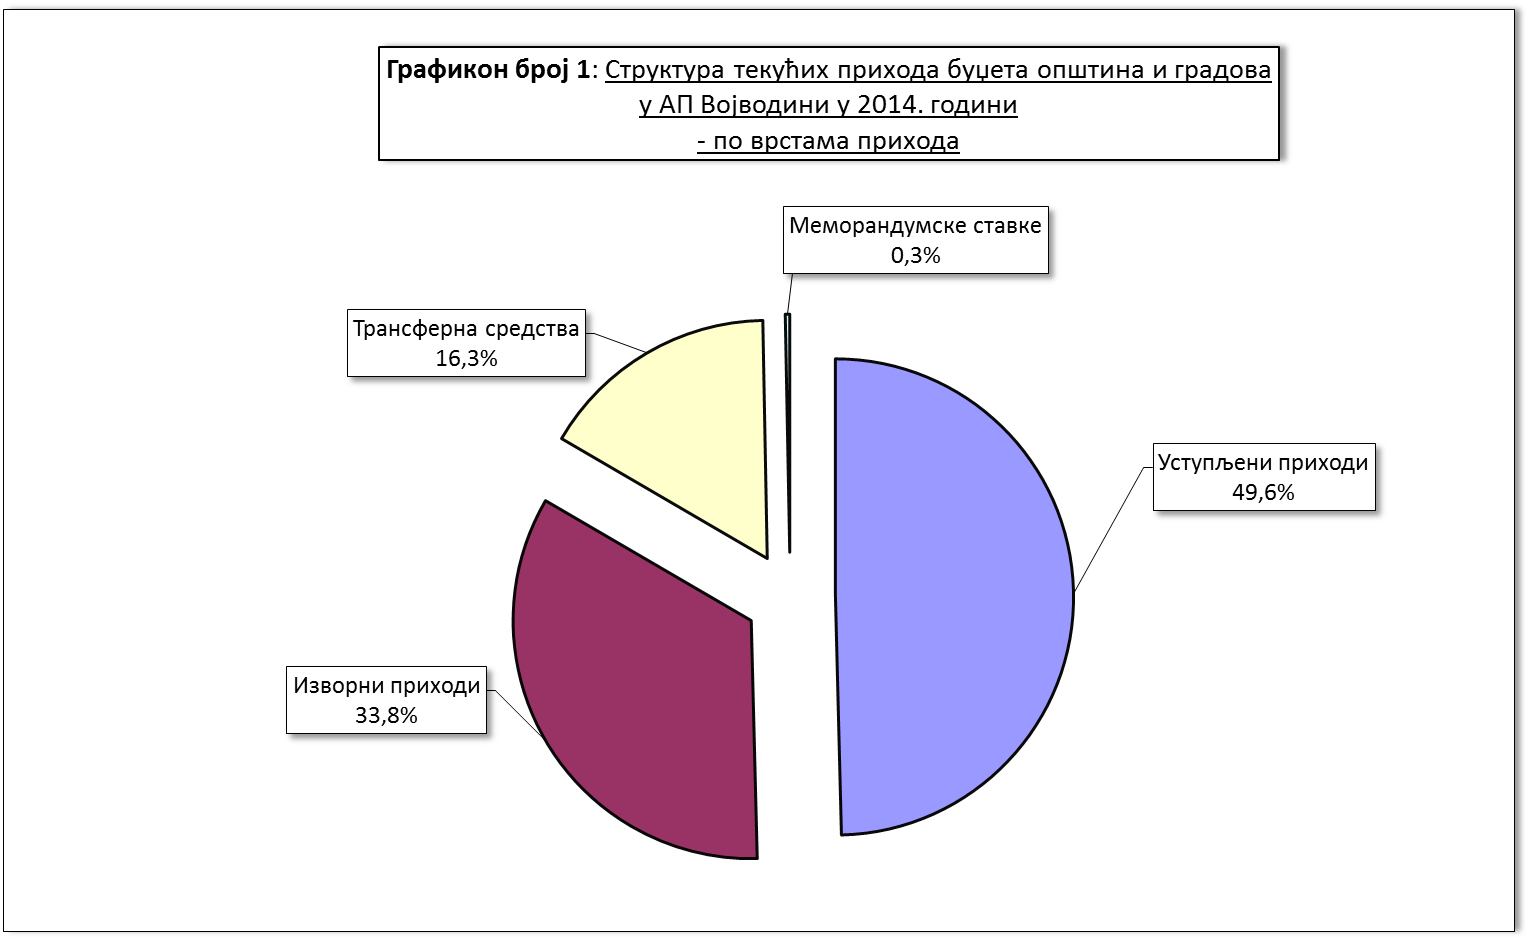 Графикон број 1: Структура текућих прихода буџета општина и градова
у АП Војводини у 2014. години
- по врстама прихода
Меморандумске ставке
0,3%
Трансферна средства
16,3%
Уступљени приходи
49,6%
Изворни приходи
33,8%